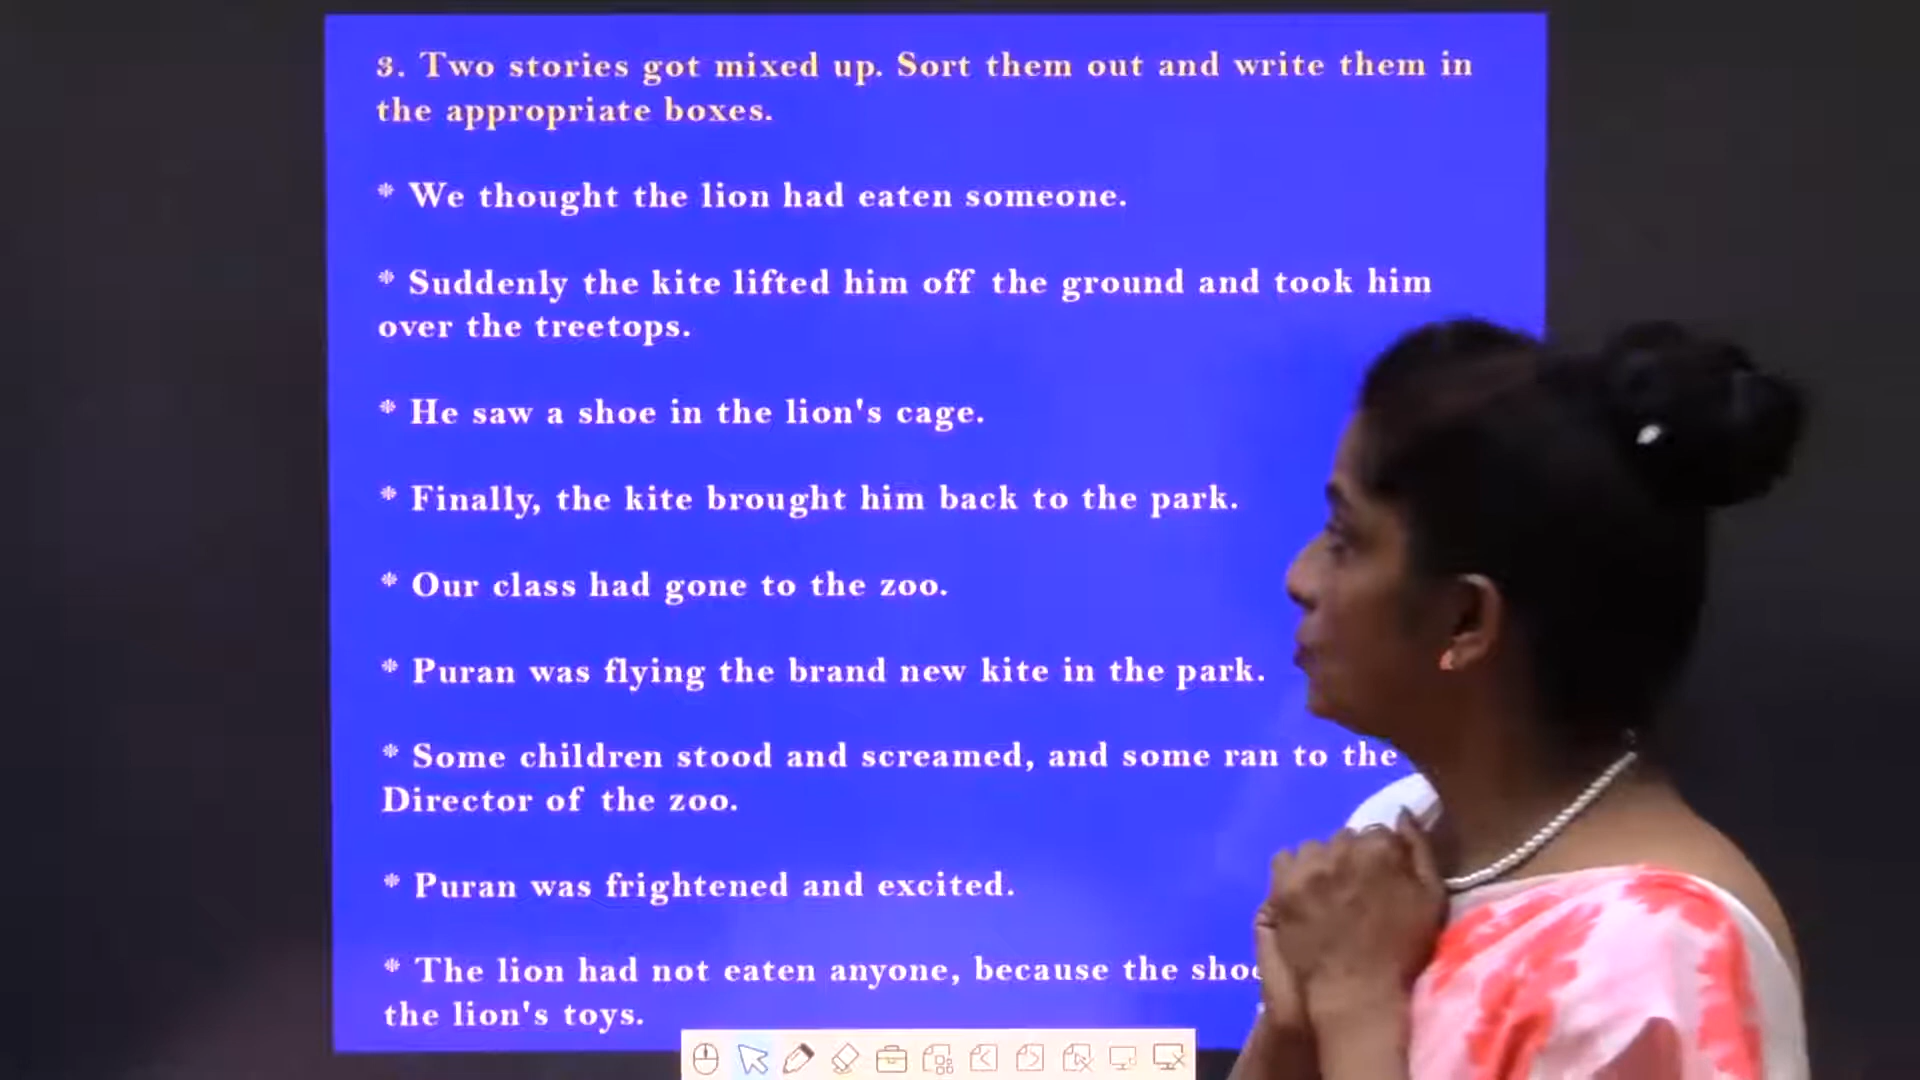 3. Two stories got mixed up. Sort them out and write them in
the appropriate boxes.
* We thought the lion had eaten someone.
* Suddenly the kite lifted him off the ground and took him
over the treetops.
* He saw a shoe in the lion's cage.
* Finally, the kite brought him back to the park.
* Our class had gone to the zoo.
* Puran was flying the brand new kite in the park.
* Some children stood and screamed, and some ran to the
Director of the zoo.
* Puran was frightened and excited.
* The lion had not eaten anyone, because the
the lion's toys.